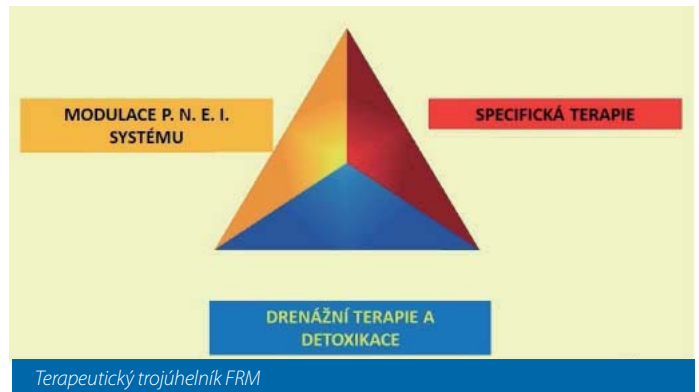 MODULACE P. N. E. I.
SYSTÉMU
SPECIFICKÁ TERAPIE
DRENÁŽNÍ TERAPIE A
DETOXIKACE
Terapeutický trojúhelník FRM